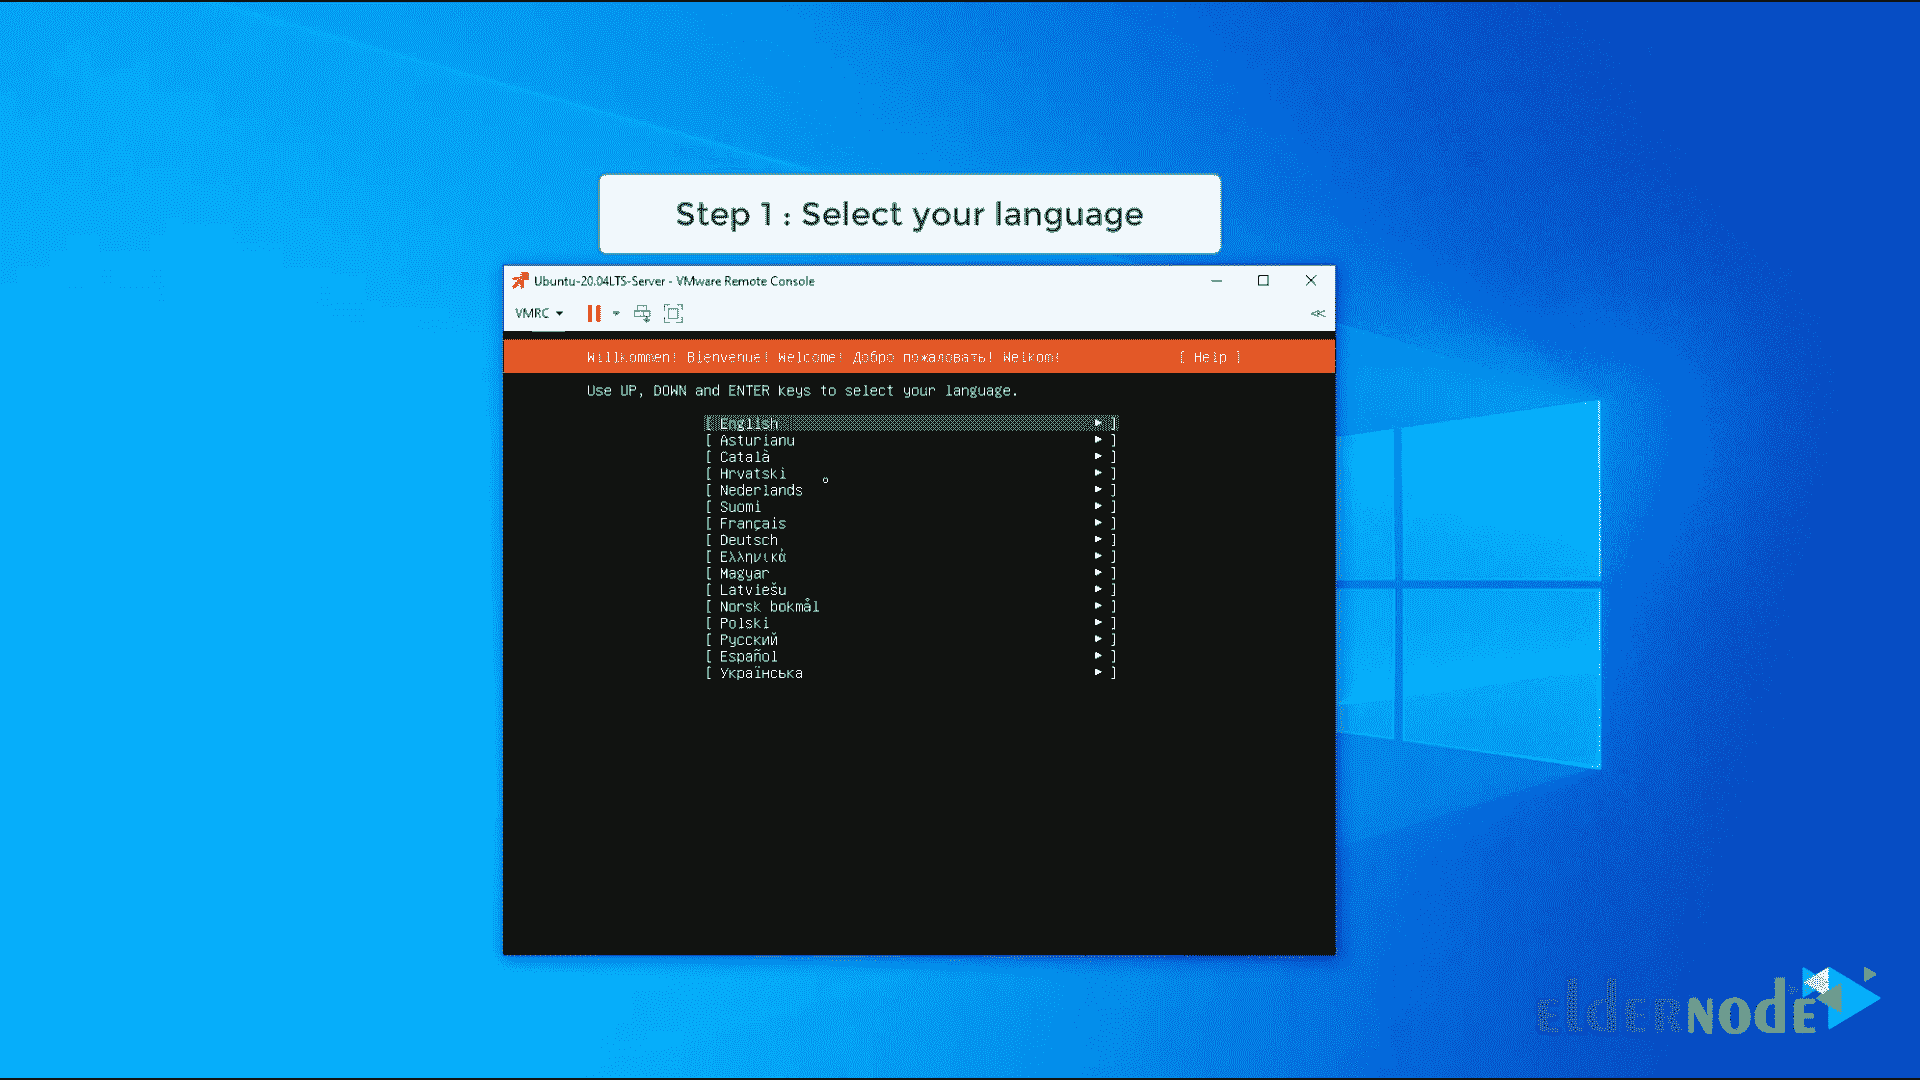 Step 1 : Select your language
Ubuntu-20.04LTS-Server - VMware Remote Console
VMRC
Willkommen! Bienvenue! Welcome! Добро пожаловать! Welkom! [ Help ]
Use UP, DOWN and ENTER keys to select your language.
[ English ► ]
[ Asturianu ► ]
[ Català ► ]
[ Hrvatski ► ]
[ Nederlands ► ]
[ Suomi ► ]
[ Français ► ]
[ Deutsch ► ]
[ Ελληνικά ► ]
[ Magyar ► ]
[ Latviešu ► ]
[ Norsk bokmål ► ]
[ Polski ► ]
[ Русский ► ]
[ Español ► ]
[ Українська ► ]
elderNode